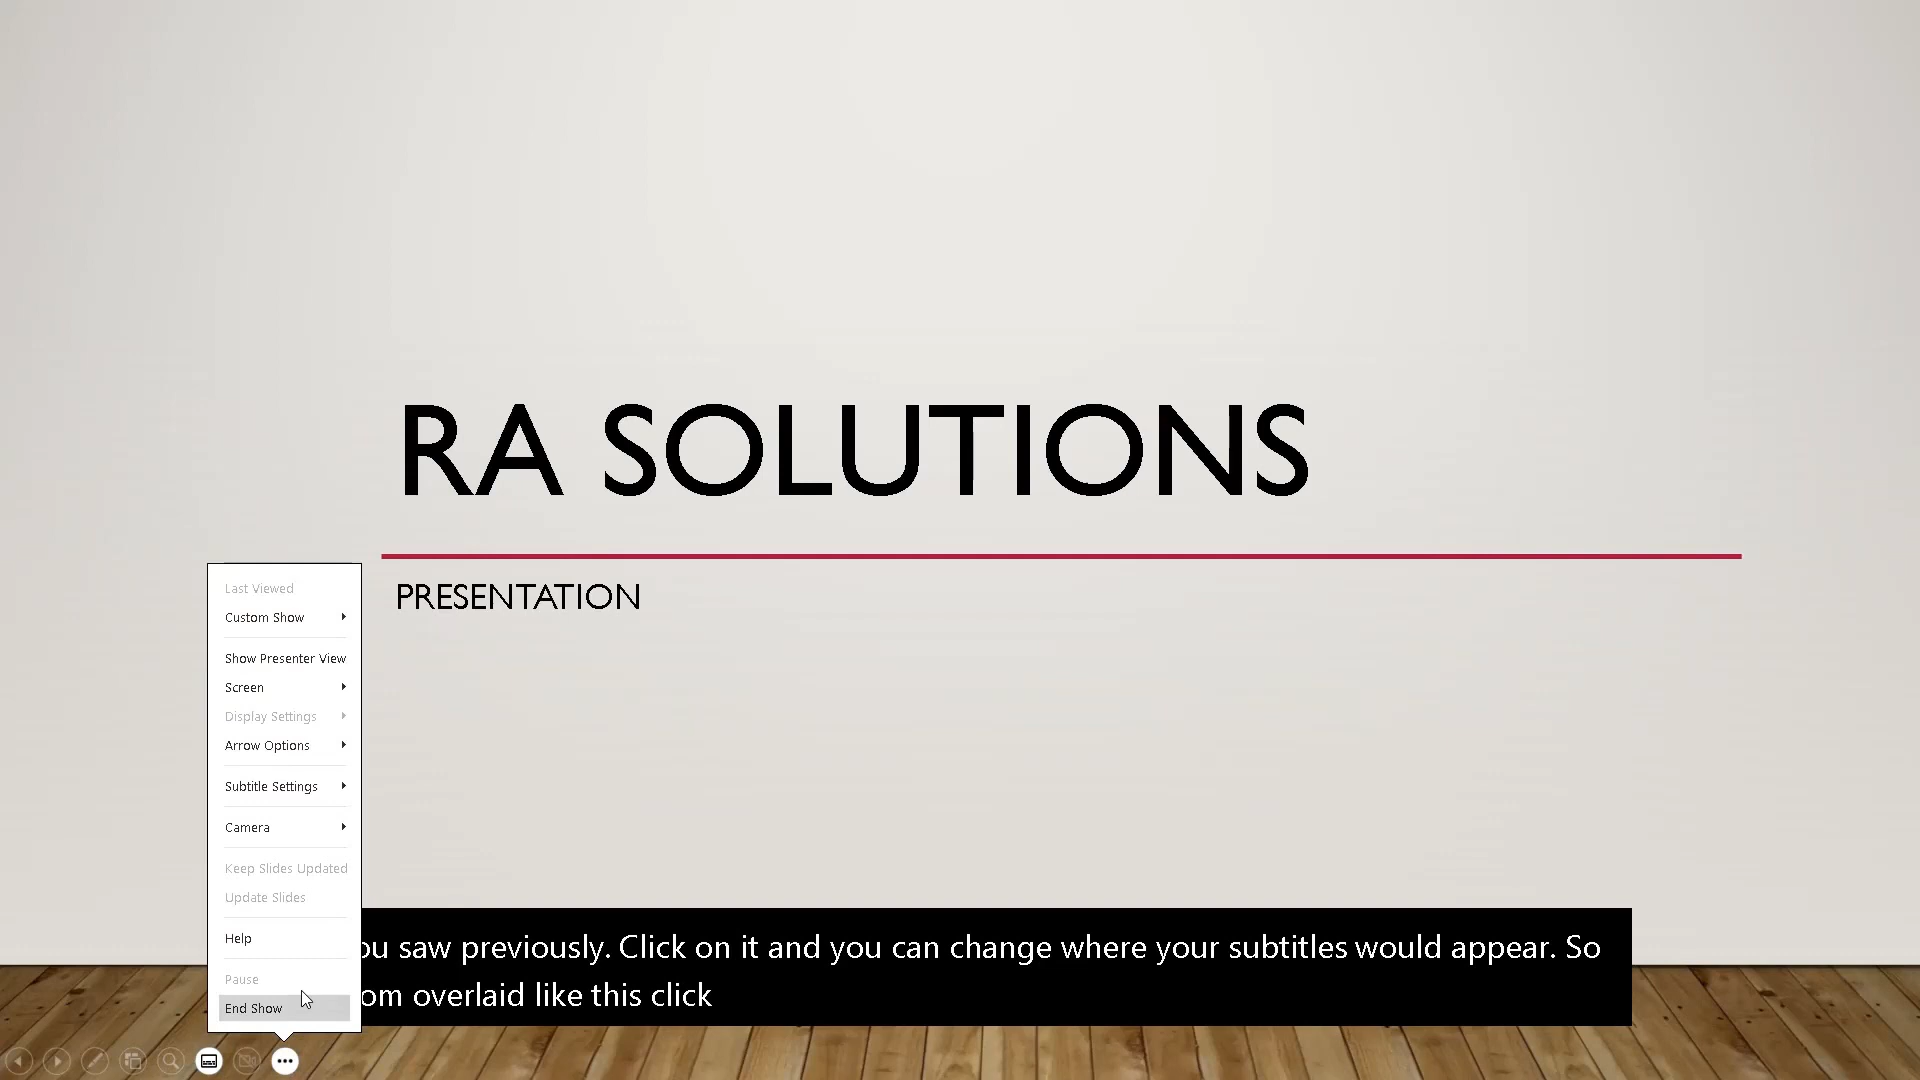 RA SOLUTIONS
PRESENTATION
Last Viewed
Custom Show
Show Presenter View
Screen
Display Settings
Arrow Options
Subtitle Settings
Camera
Keep Slides Updated
Update Slides
Help
Pause
End Show
ou saw previously. Click on it and you can change where your subtitles would appear. So
om overlaid like this click